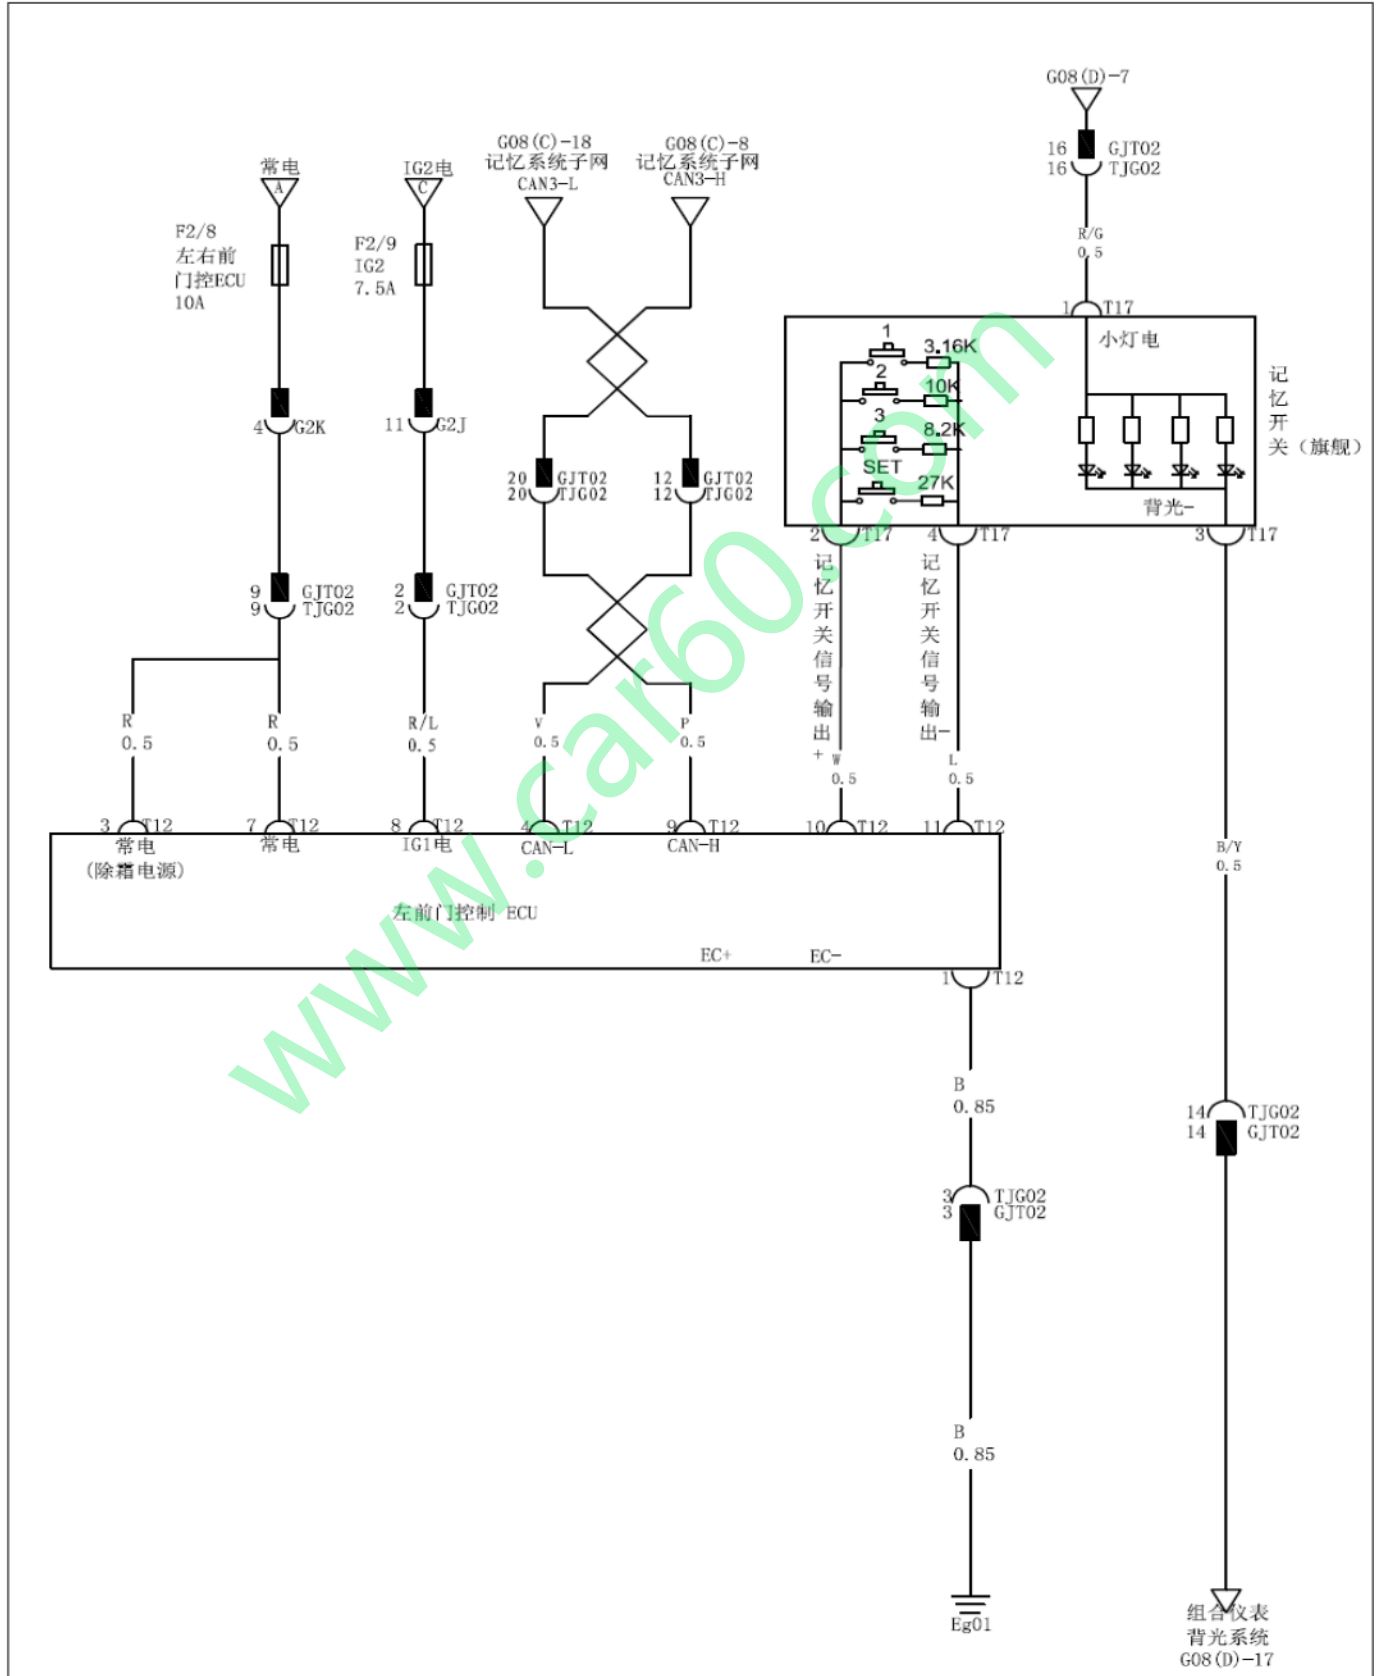 G08(D)-7
16 GJT02
16 TJG02
R/G
0.5
常电
A
IG2电
C
G08(C)-18
记忆系统子网
CAN3-L
G08(C)-8
记忆系统子网
CAN3-H
F2/8
左右前
门控ECU
10A
F2/9
IG2
7.5A
4 G2K
11 G2J
20 GJT02
20 TJG02
12 GJT02
12 TJG02
9 GJT02
9 TJG02
2 GJT02
2 TJG02
1 T17
小灯电
1
3.16K
2
10K
3
8.2K
SET
27K
背光-
记忆开关(旗舰)
2 T17
4 T17
3 T17
记忆开关信号输出+
记忆开关信号输出-
R
0.5
R
0.5
R/L
0.5
V
0.5
P
0.5
W
0.5
L
0.5
3 T12
7 T12
8 T12
4 T12
9 T12
10 T12
11 T12
常电
(除霜电源)
常电
IG1电
CAN-L
CAN-H
左前门控制 ECU
EC+
EC-
1 T12
B/Y
0.5
B
0.85
14 TJG02
14 GJT02
3 TJG02
3 GJT02
B
0.85
Eg01
组合仪表
背光系统
G08(D)-17
www.car60.com